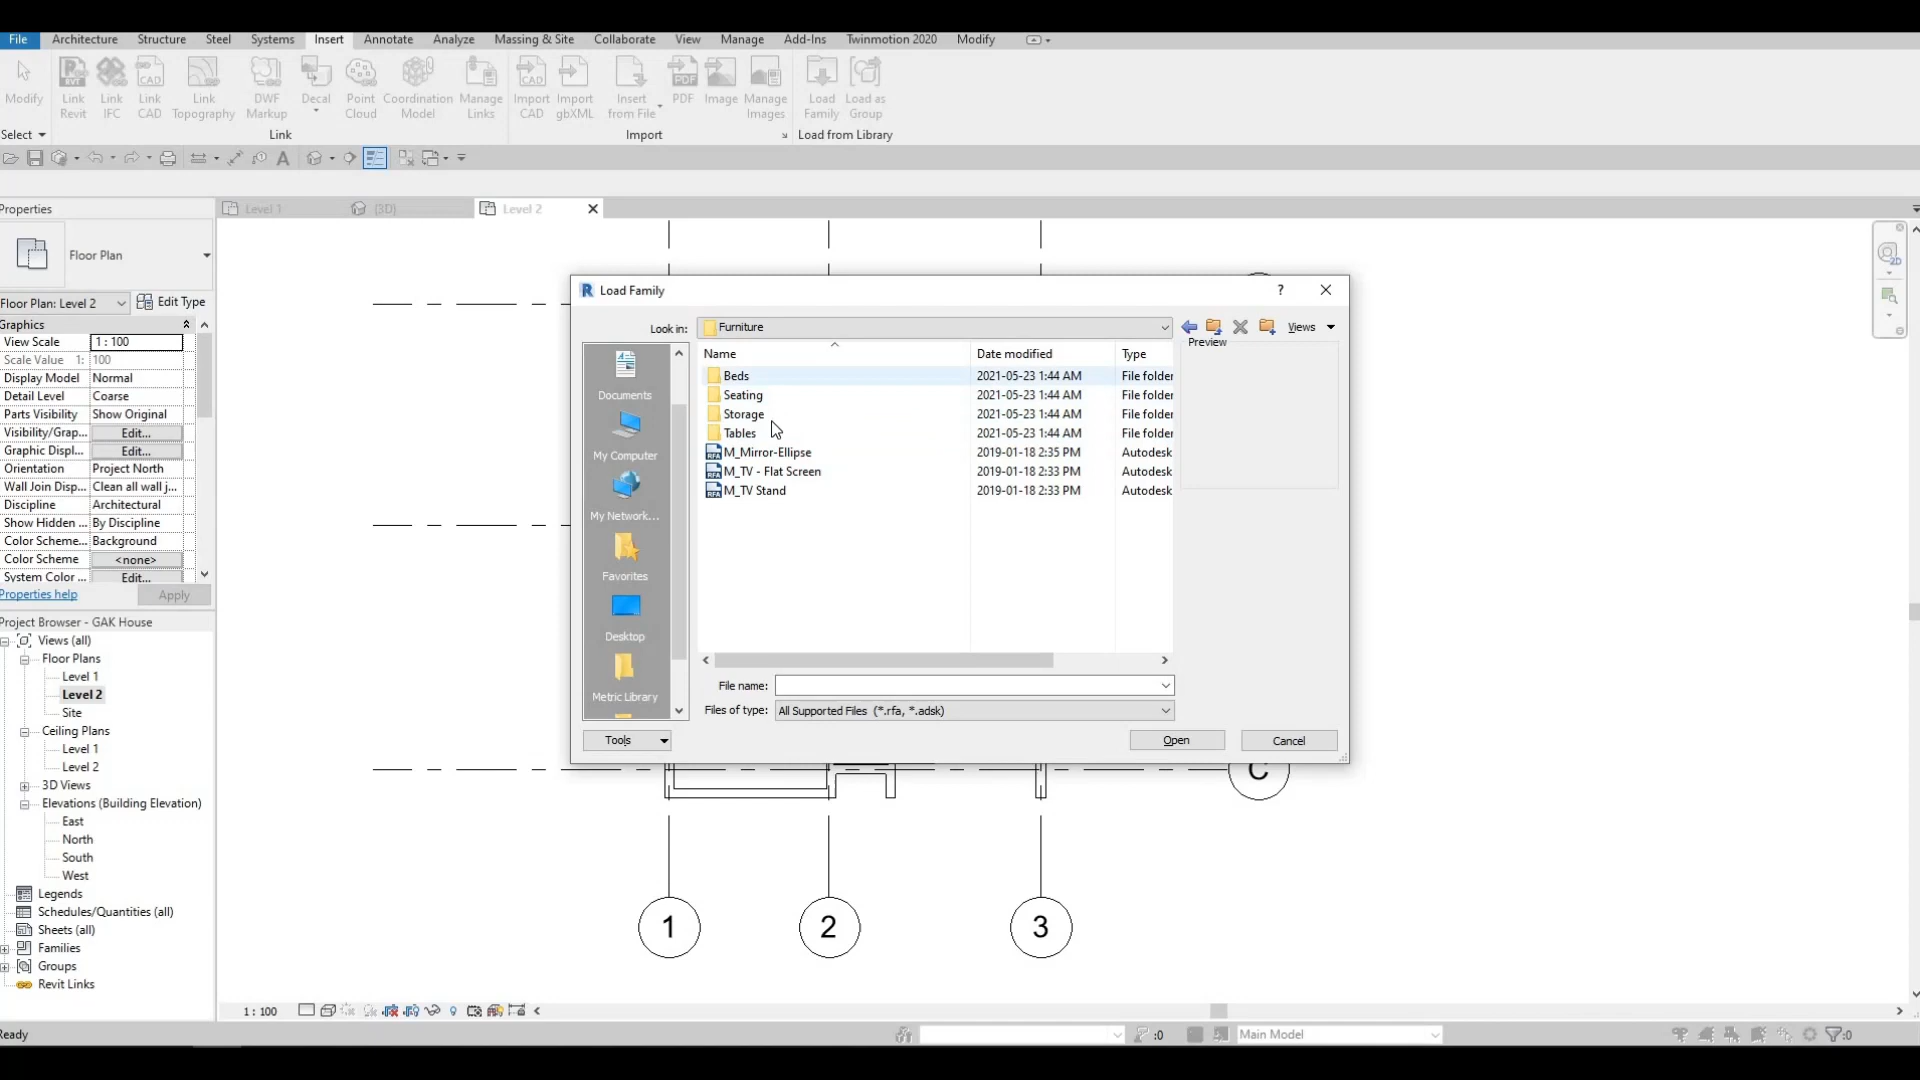 File Architecture Structure Steel Systems Insert Annotate Analyze Massing & Site Collaborate View Manage Add-Ins Twinmotion 2020 Modify
Modify
Link Revit
Link IFC
Link CAD
Link Topography
DWF Markup
Decal
Point Cloud
Coordination Model
Manage Links
Import CAD
Import gbXML
Insert from File
PDF
Image
Manage Images
Load Family
Load as Group
Select Link Import Load from Library
Properties
Level 1 {3D} Level 2
Floor Plan
Floor Plan: Level 2 Edit Type
Graphics
View Scale 1 : 100
Scale Value 1: 100
Display Model Normal
Detail Level Coarse
Parts Visibility Show Original
Visibility/Grap... Edit...
Graphic Displ... Edit...
Orientation Project North
Wall Join Disp... Clean all wall j...
Discipline Architectural
Show Hidden ... By Discipline
Color Scheme... Background
Color Scheme <none>
System Color ... Edit...
Properties help Apply
Project Browser - GAK House
Views (all)
Floor Plans
Level 1
Level 2
Site
Ceiling Plans
Level 1
Level 2
3D Views
Elevations (Building Elevation)
East
North
South
West
Legends
Schedules/Quantities (all)
Sheets (all)
Families
Groups
Revit Links
R Load Family ?
Look in: Furniture Views
Name Date modified Type
Beds 2021-05-23 1:44 AM File folder
Seating 2021-05-23 1:44 AM File folder
Storage 2021-05-23 1:44 AM File folder
Tables 2021-05-23 1:44 AM File folder
M_Mirror-Ellipse 2019-01-18 2:35 PM Autodesk
M_TV - Flat Screen 2019-01-18 2:33 PM Autodesk
M_TV Stand 2019-01-18 2:33 PM Autodesk
Preview
Documents
My Computer
My Network...
Favorites
Desktop
Metric Library
File name:
Files of type: All Supported Files (*.rfa, *.adsk)
Tools Open Cancel
C
1 2 3
2D
1 : 100
Ready :0 Main Model :0